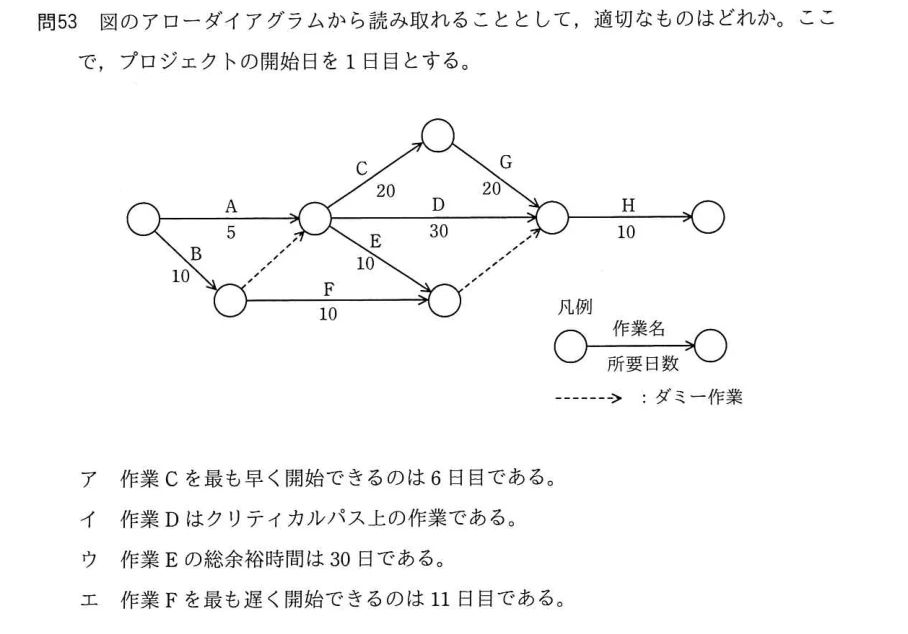 問53 図のアローダイアグラムから読み取れることとして，適切なものはどれか。ここ
で，プロジェクトの開始日を1日目とする。
C
20
G
20
A
5
D
30
H
10
B
10
E
10
F
10
凡例
作業名
所要日数
：ダミー作業
ア 作業Cを最も早く開始できるのは6日目である。
イ 作業Dはクリティカルパス上の作業である。
ウ 作業Eの総余裕時間は30日である。
エ 作業Fを最も遅く開始できるのは11日目である。